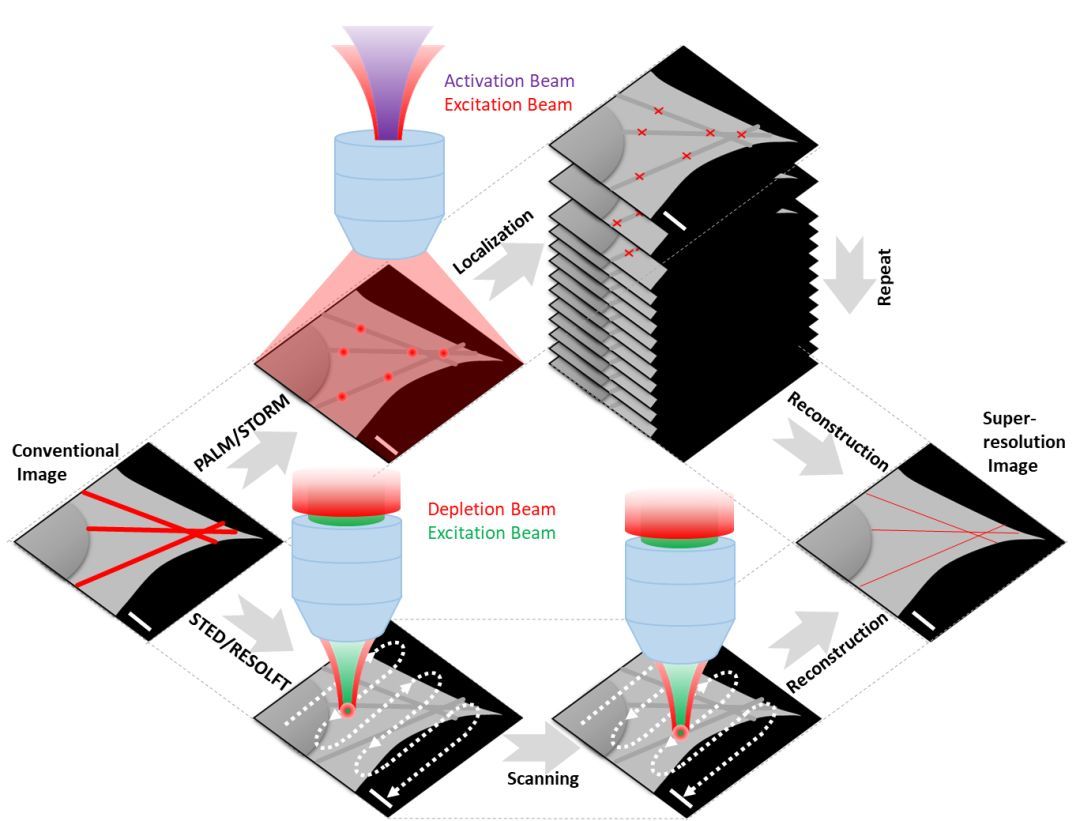 Activation Beam
Excitation Beam
Localization
Repeat
PALM/STORM
Conventional
Image
Reconstruction
Super-
resolution
Image
Depletion Beam
Excitation Beam
STED/RESOLFT
Scanning
Reconstruction